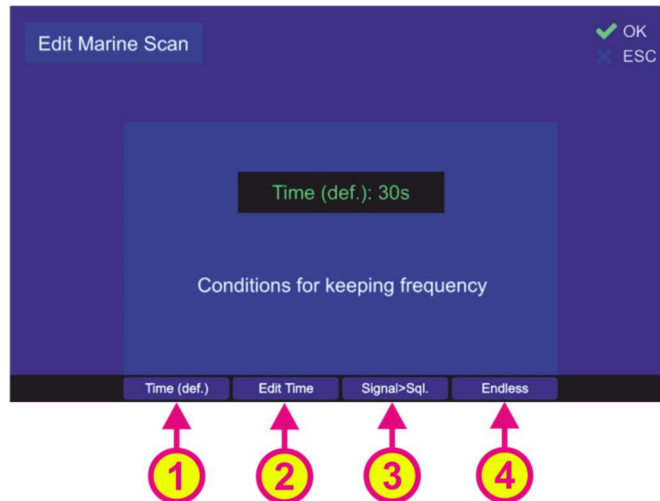 Edit Marine Scan
OK
ESC
Time (def.): 30s
Conditions for keeping frequency
Time (def.) Edit Time Signal>Sql. Endless
1 2 3 4